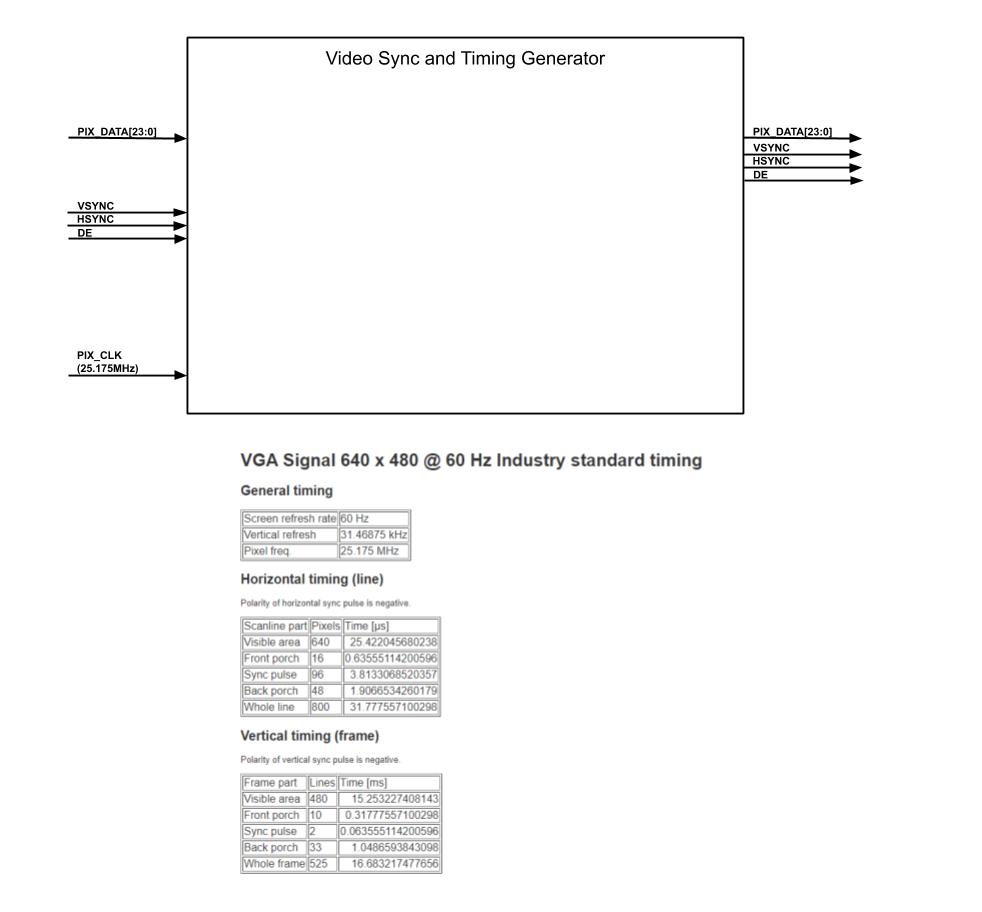 Video Sync and Timing Generator
PIX_DATA[23:0]
VSYNC
HSYNC
DE
PIX_CLK
(25.175MHz)
PIX_DATA[23:0]
VSYNC
HSYNC
DE
VGA Signal 640 x 480 @ 60 Hz Industry standard timing
General timing
Screen refresh rate 60 Hz
Vertical refresh 31.46875 kHz
Pixel freq. 25.175 MHz
Horizontal timing (line)
Polarity of horizontal sync pulse is negative.
Scanline part Pixels Time [µs]
Visible area 640 25.422045680238
Front porch 16 0.63555114200596
Sync pulse 96 3.8133068520357
Back porch 48 1.9066534260179
Whole line 800 31.777557100298
Vertical timing (frame)
Polarity of vertical sync pulse is negative.
Frame part Lines Time [ms]
Visible area 480 15.253227408143
Front porch 10 0.31777557100298
Sync pulse 2 0.063555114200596
Back porch 33 1.0486593843098
Whole frame 525 16.683217477656